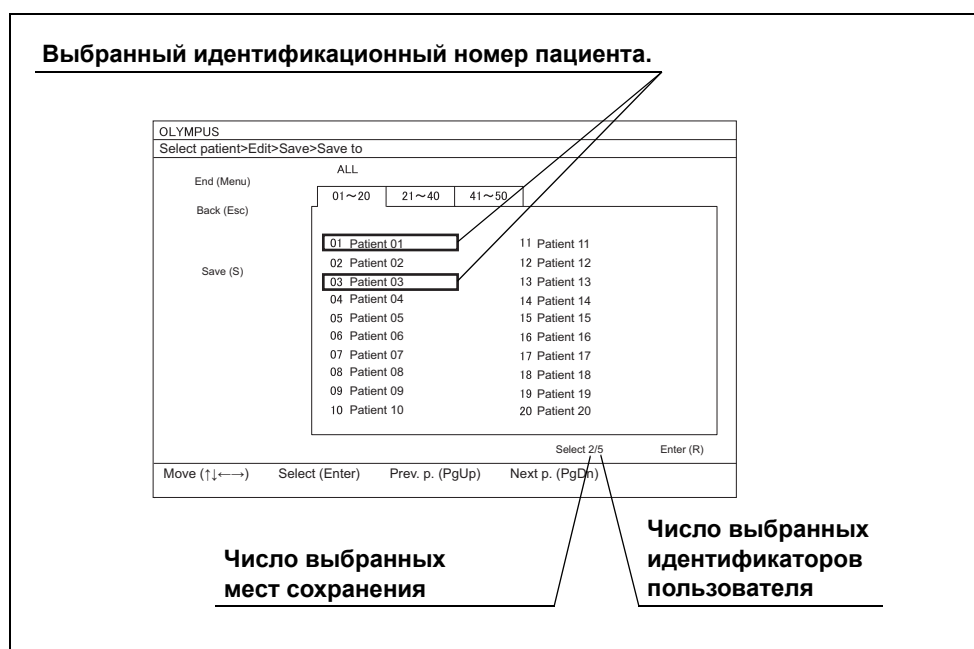 Выбранный идентификационный номер пациента.
OLYMPUS
Select patient>Edit>Save>Save to
End (Menu)
Back (Esc)
Save (S)
ALL
01~20 21~40 41~50
01 Patient 01
02 Patient 02
03 Patient 03
04 Patient 04
05 Patient 05
06 Patient 06
07 Patient 07
08 Patient 08
09 Patient 09
10 Patient 10
11 Patient 11
12 Patient 12
13 Patient 13
14 Patient 14
15 Patient 15
16 Patient 16
17 Patient 17
18 Patient 18
19 Patient 19
20 Patient 20
Select 2/5 Enter (R)
Move (↑↓←→) Select (Enter) Prev. p. (PgUp) Next p. (PgDn)
Число выбранных
мест сохранения
Число выбранных
идентификаторов
пользователя